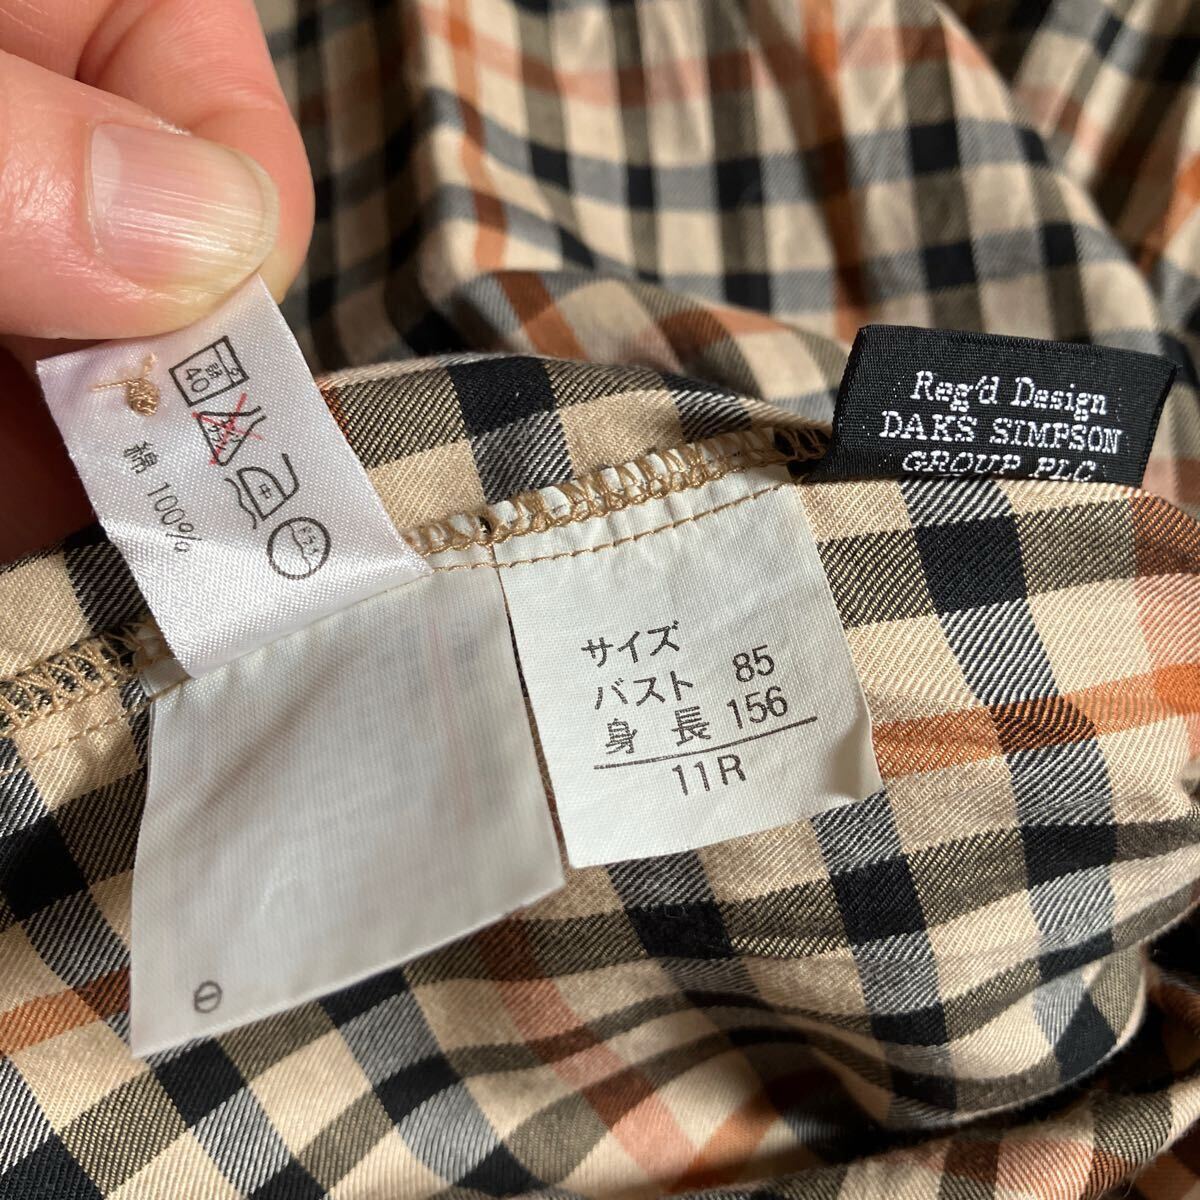 40
綿 100%
Reg'd Design
DAKS SIMPSON
GROUP PLC
サイズ
バスト 85
身長 156
11R